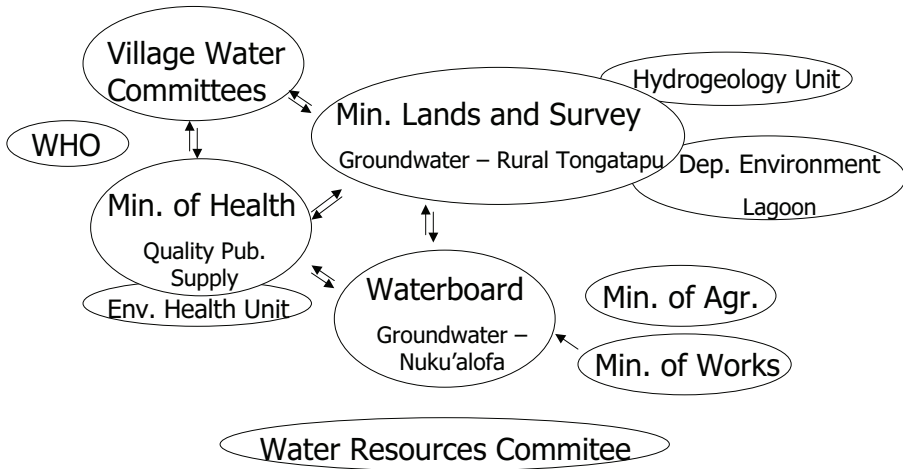 Village Water
Committees
Hydrogeology Unit
Min. Lands and Survey
WHO
Groundwater – Rural Tongatapu
Dep. Environment
Lagoon
Min. of Health
Quality Pub.
Supply
Env. Health Unit
Waterboard
Groundwater –
Nuku’alofa
Min. of Agr.
Min. of Works
Water Resources Commitee